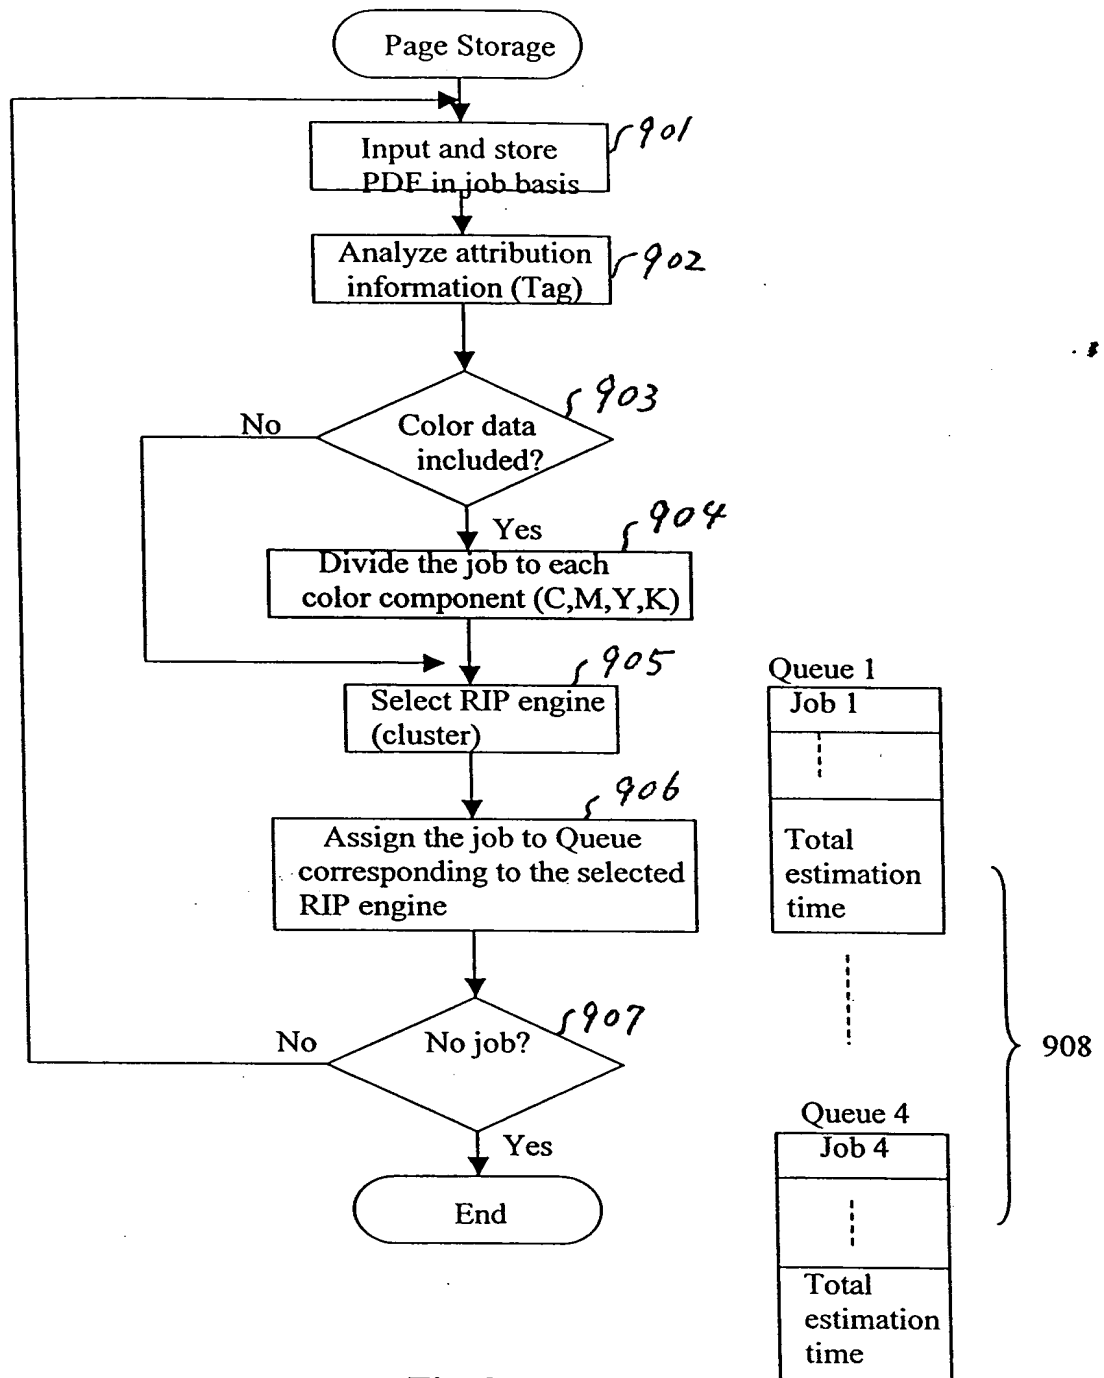 Page Storage
901
Input and store
PDF in job basis
902
Analyze attribution
information (Tag)
903
No
Color data
included?
Yes
904
Divide the job to each
color component (C,M,Y,K)
905
Select RIP engine
(cluster)
906
Assign the job to Queue
corresponding to the selected
RIP engine
907
No
No job?
Yes
End
Queue 1
Job 1
Total
estimation
time
908
Queue 4
Job 4
Total
estimation
time